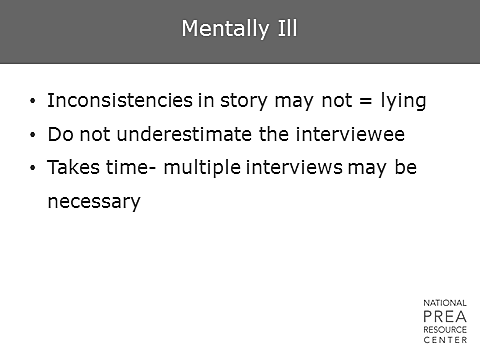 Mentally Ill
• Inconsistencies in story may not = lying
• Do not underestimate the interviewee
• Takes time- multiple interviews may be
necessary
NATIONAL
PREA
RESOURCE
CENTER